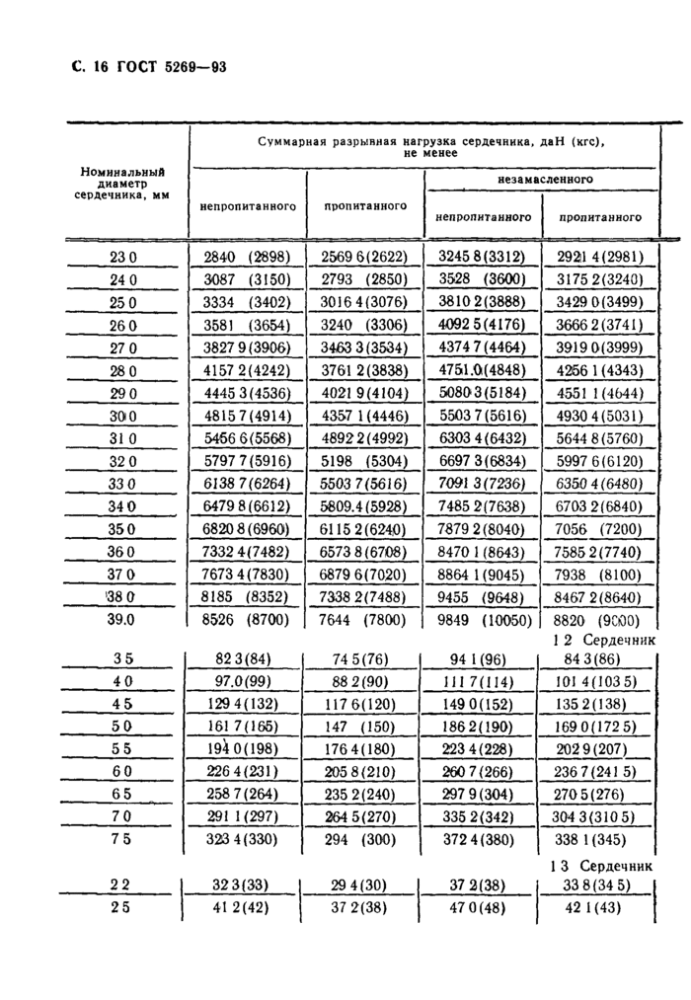 С. 16 ГОСТ 5269—93
Номинальный
диаметр
сердечника, мм
Суммарная разрывная нагрузка сердечника, даН (кгс),
не менее
непропитанного
пропитанного
незамасленного
непропитанного
пропитанного
23 0 2840 (2898) 2569 6(2622) 3245 8(3312) 2921 4(2981)
24 0 3087 (3150) 2793 (2850) 3528 (3600) 3175 2(3240)
25 0 3334 (3402) 3016 4(3076) 3810 2(3888) 3429 0(3499)
26 0 3581 (3654) 3240 (3306) 4092 5(4176) 3666 2(3741)
27 0 3827 9(3906) 3463 3(3534) 4374 7(4464) 3919 0(3999)
28 0 4157 2(4242) 3761 2(3838) 4751.0(4848) 4256 1(4343)
29 0 4445 3(4536) 4021 9(4104) 5080 3(5184) 4551 1(4644)
30 0 4815 7(4914) 4357 1(4446) 5503 7(5616) 4930 4(5031)
31 0 5456 6(5568) 4892 2(4992) 6303 4(6432) 5644 8(5760)
32 0 5797 7(5916) 5198 (5304) 6697 3(6834) 5997 6(6120)
33 0 6138 7(6264) 5503 7(5616) 7091 3(7236) 6350 4(6480)
34 0 6479 8(6612) 5809.4(5928) 7485 2(7638) 6703 2(6840)
35 0 6820 8(6960) 6115 2(6240) 7879 2(8040) 7056 (7200)
36 0 7332 4(7482) 6573 8(6708) 8470 1(8643) 7585 2(7740)
37 0 7673 4(7830) 6879 6(7020) 8864 1(9045) 7938 (8100)
38 0 8185 (8352) 7338 2(7488) 9455 (9648) 8467 2(8640)
39.0 8526 (8700) 7644 (7800) 9849 (10050) 8820 (9000)
1 2 Сердечник
3 5 82 3(84) 74 5(76) 94 1(96) 84 3(86)
4 0 97.0(99) 88 2(90) 111 7(114) 101 4(103 5)
4 5 129 4(132) 117 6(120) 149 0(152) 135 2(138)
5 0 161 7(165) 147 (150) 186 2(190) 169 0(172 5)
5 5 194 0(198) 176 4(180) 223 4(228) 202 9(207)
6 0 226 4(231) 205 8(210) 260 7(266) 236 7(241 5)
6 5 258 7(264) 235 2(240) 297 9(304) 270 5(276)
7 0 291 1(297) 264 5(270) 335 2(342) 304 3(310 5)
7 5 323 4(330) 294 (300) 372 4(380) 338 1(345)
1 3 Сердечник
2 2 32 3(33) 29 4(30) 37 2(38) 33 8(34 5)
2 5 41 2(42) 37 2(38) 47 0(48) 42 1(43)